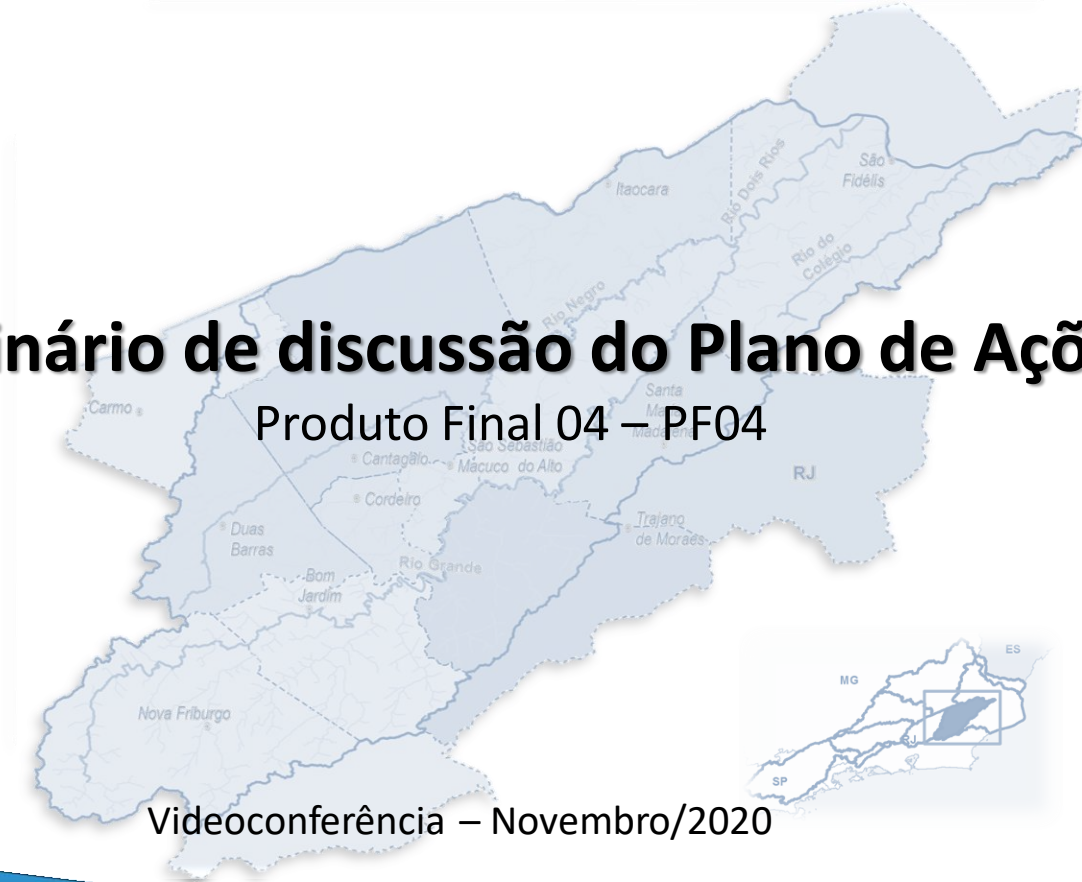 São
Fidélis
Itaocara
Rio Dois Rios
Rio do
Colégio
Rio Negro
inário de discussão do Plano de Açõ
Santa
Ma
Madalena
Carmo
Produto Final 04 – PF04
São Sebastião
do Alto
Cantagalo
Macuco
RJ
Cordeiro
Duas
Barras
Trajano
de Moraes
Rio Grande
Bom
Jardim
ES
MG
Nova Friburgo
RJ
SP
Videoconferência – Novembro/2020